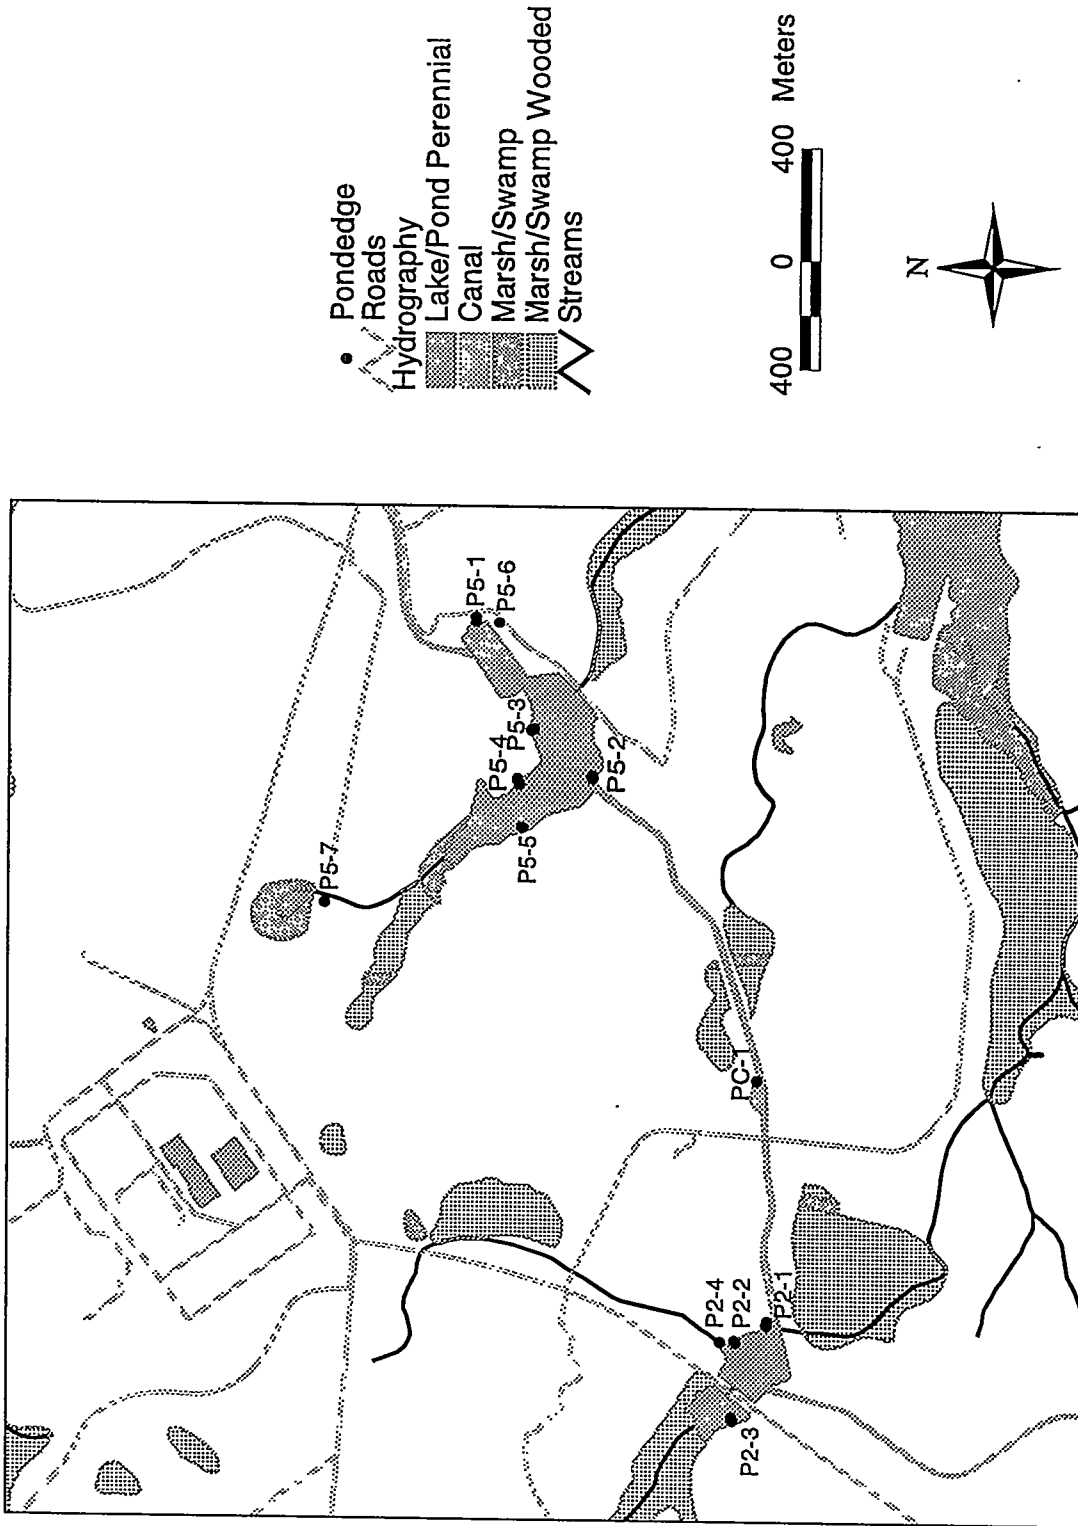 Pondedge
Roads
Hydrography
Lake/Pond Perennial
Canal
Marsh/Swamp
Marsh/Swamp Wooded
Streams
400 0 400 Meters
N
P5-1
P5-6
P5-3
P5-4
P5-2
P5-5
P5-7
PC-1
P2-4
P2-2
P2-1
P2-3